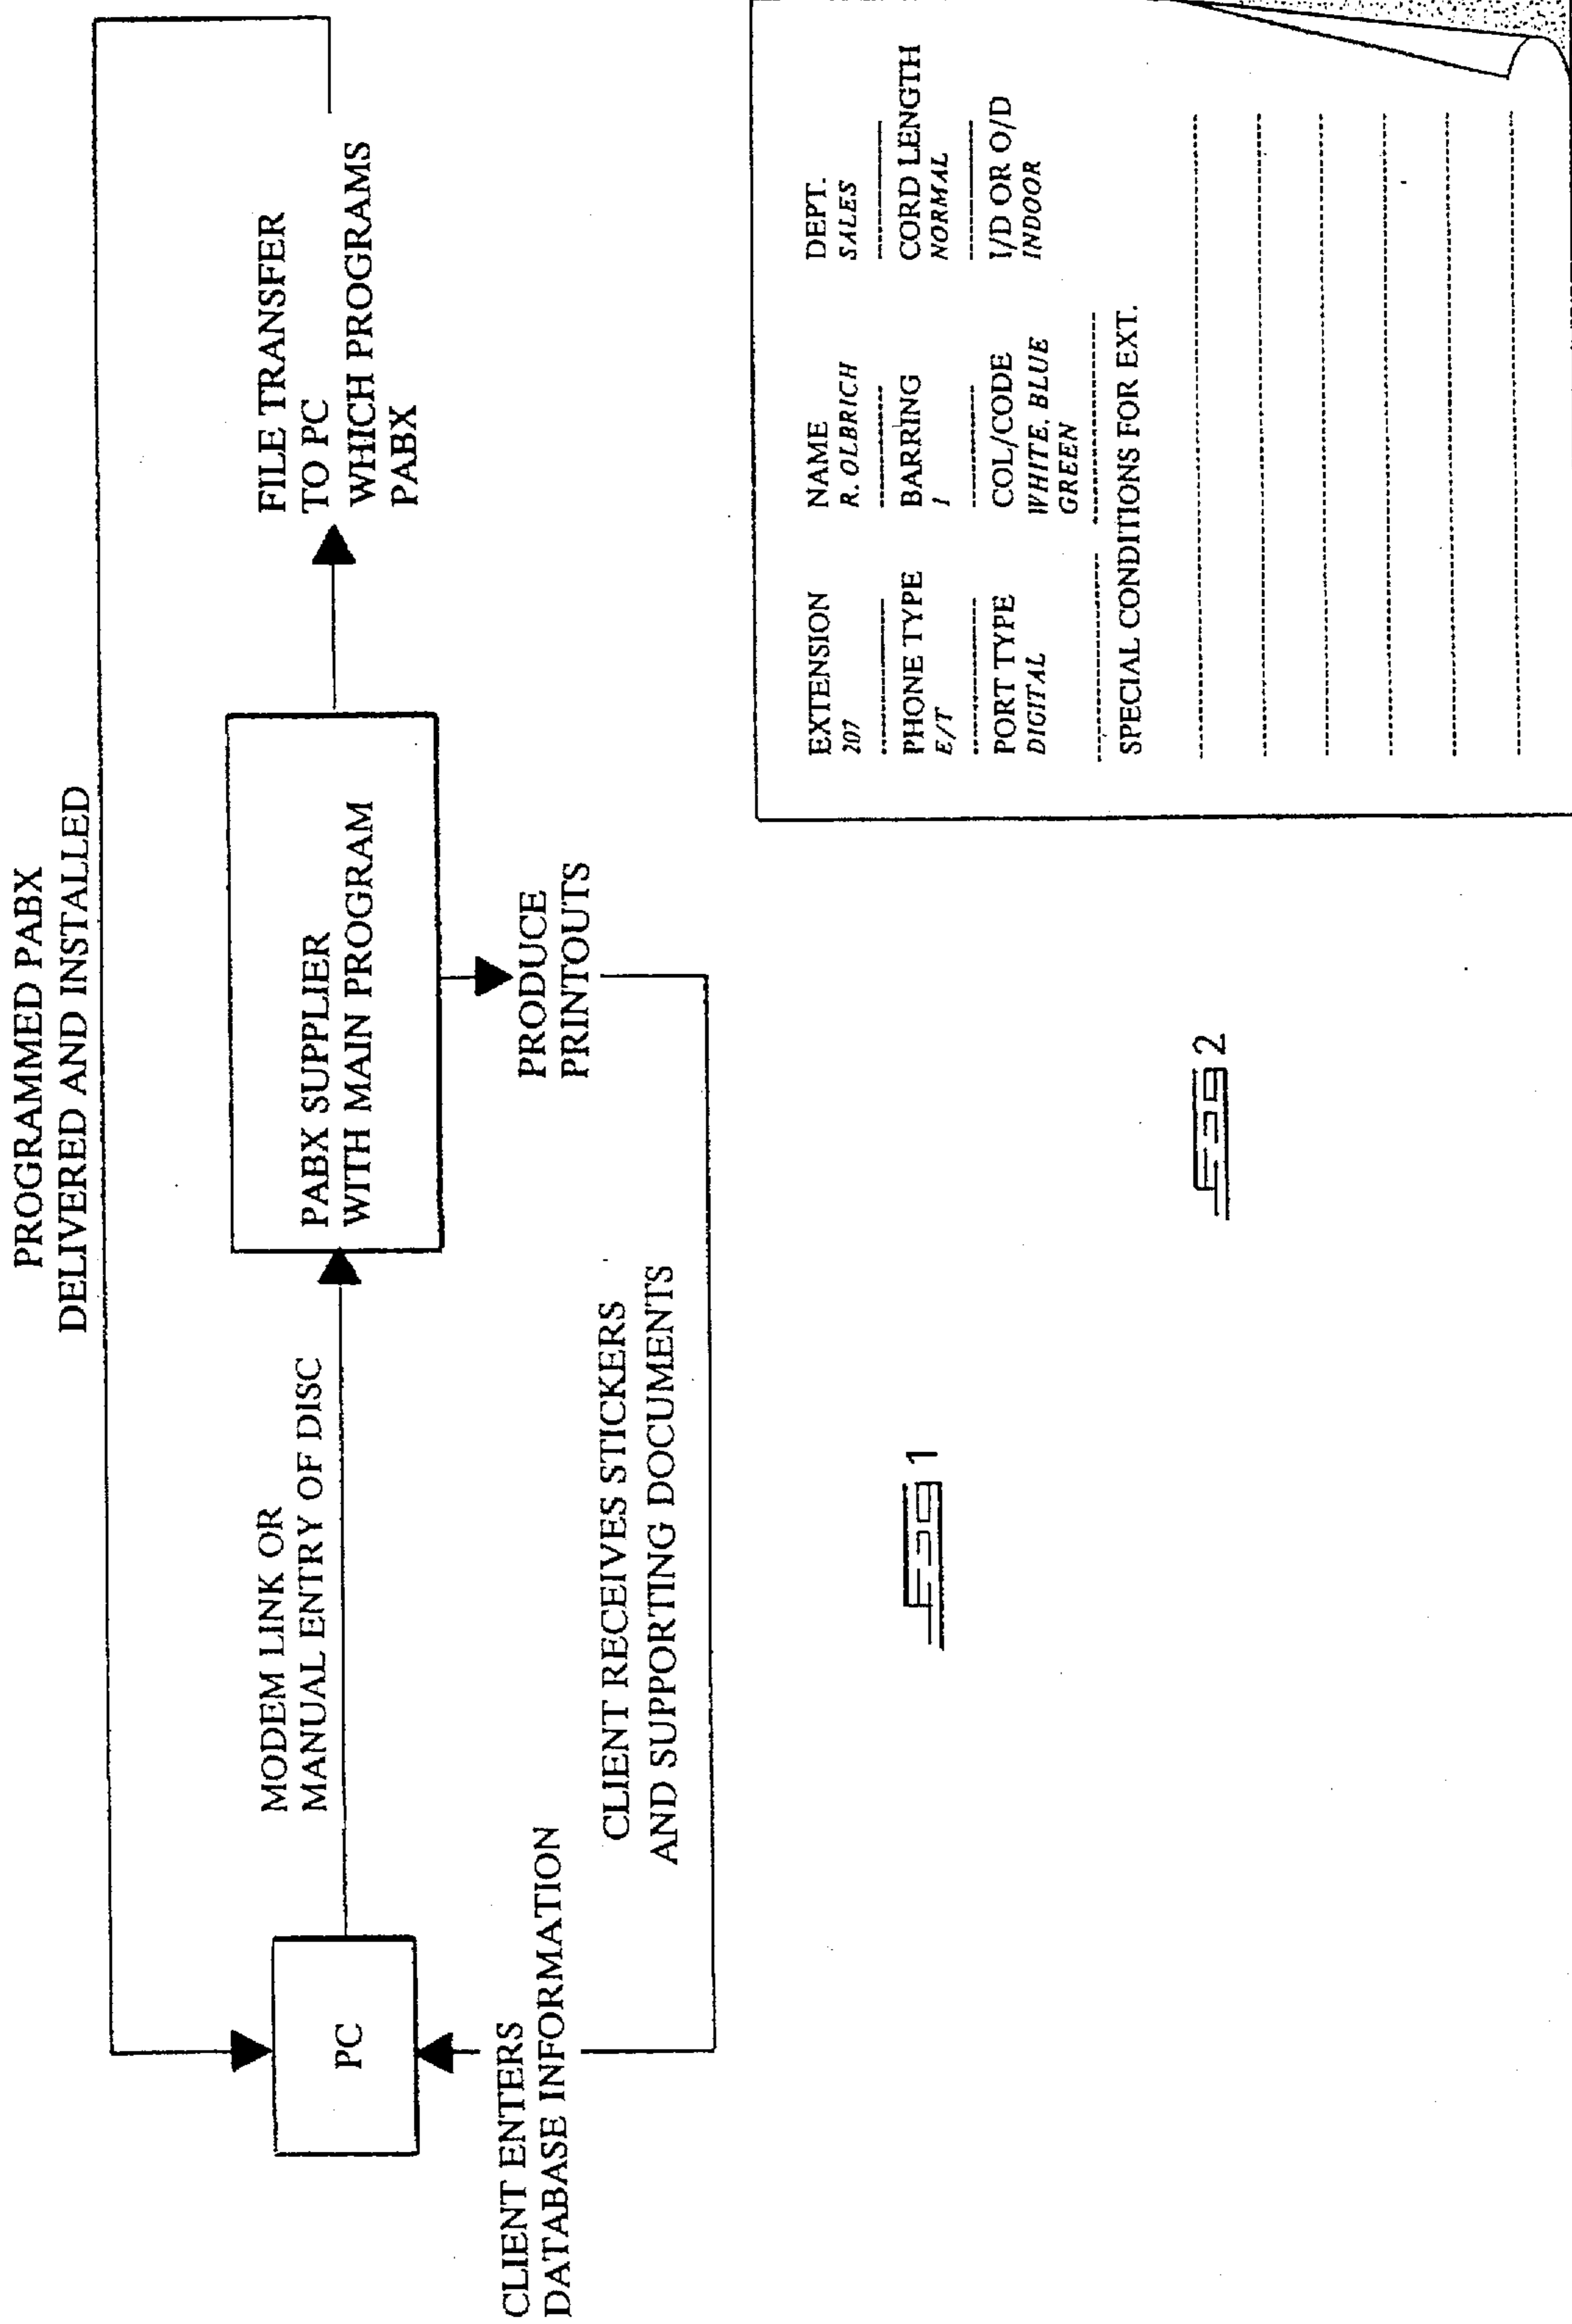 PROGRAMMED PABX
DELIVERED AND INSTALLED
MODEM LINK OR
MANUAL ENTRY OF DISC
PC
PABX SUPPLIER
WITH MAIN PROGRAM
FILE TRANSFER
TO PC
WHICH PROGRAMS
PABX
CLIENT ENTERS
DATABASE INFORMATION
PRODUCE
PRINTOUTS
CLIENT RECEIVES STICKERS
AND SUPPORTING DOCUMENTS
Fig 1
EXTENSION NAME DEPT.
207 R. OLBRICH SALES
PHONE TYPE BARRING CORD LENGTH
E/T 1 NORMAL
PORT TYPE COL/CODE I/D OR O/D
DIGITAL WHITE, BLUE INDOOR
GREEN
SPECIAL CONDITIONS FOR EXT.
Fig 2